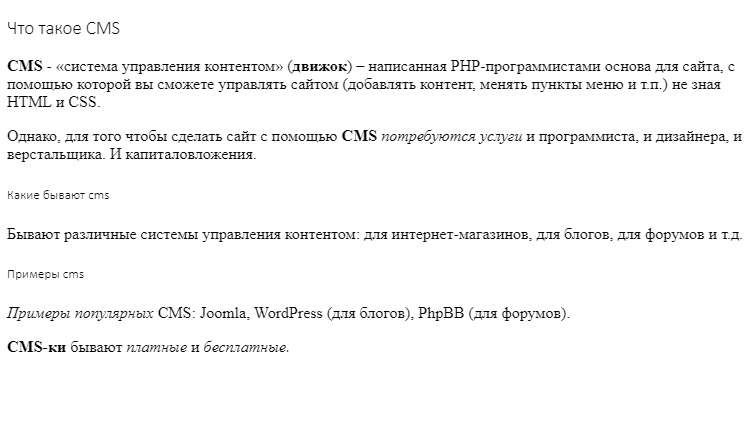 Что такое CMS
CMS - «система управления контентом» (движок) – написанная PHP-программистами основа для сайта, с
помощью которой вы сможете управлять сайтом (добавлять контент, менять пункты меню и т.п.) не зная
HTML и CSS.
Однако, для того чтобы сделать сайт с помощью CMS потребуются услуги и программиста, и дизайнера, и
верстальщика. И капиталовложения.
Какие бывают cms
Бывают различные системы управления контентом: для интернет-магазинов, для блогов, для форумов и т.д.
Примеры cms
Примеры популярных CMS: Joomla, WordPress (для блогов), PhpBB (для форумов).
CMS-ки бывают платные и бесплатные.